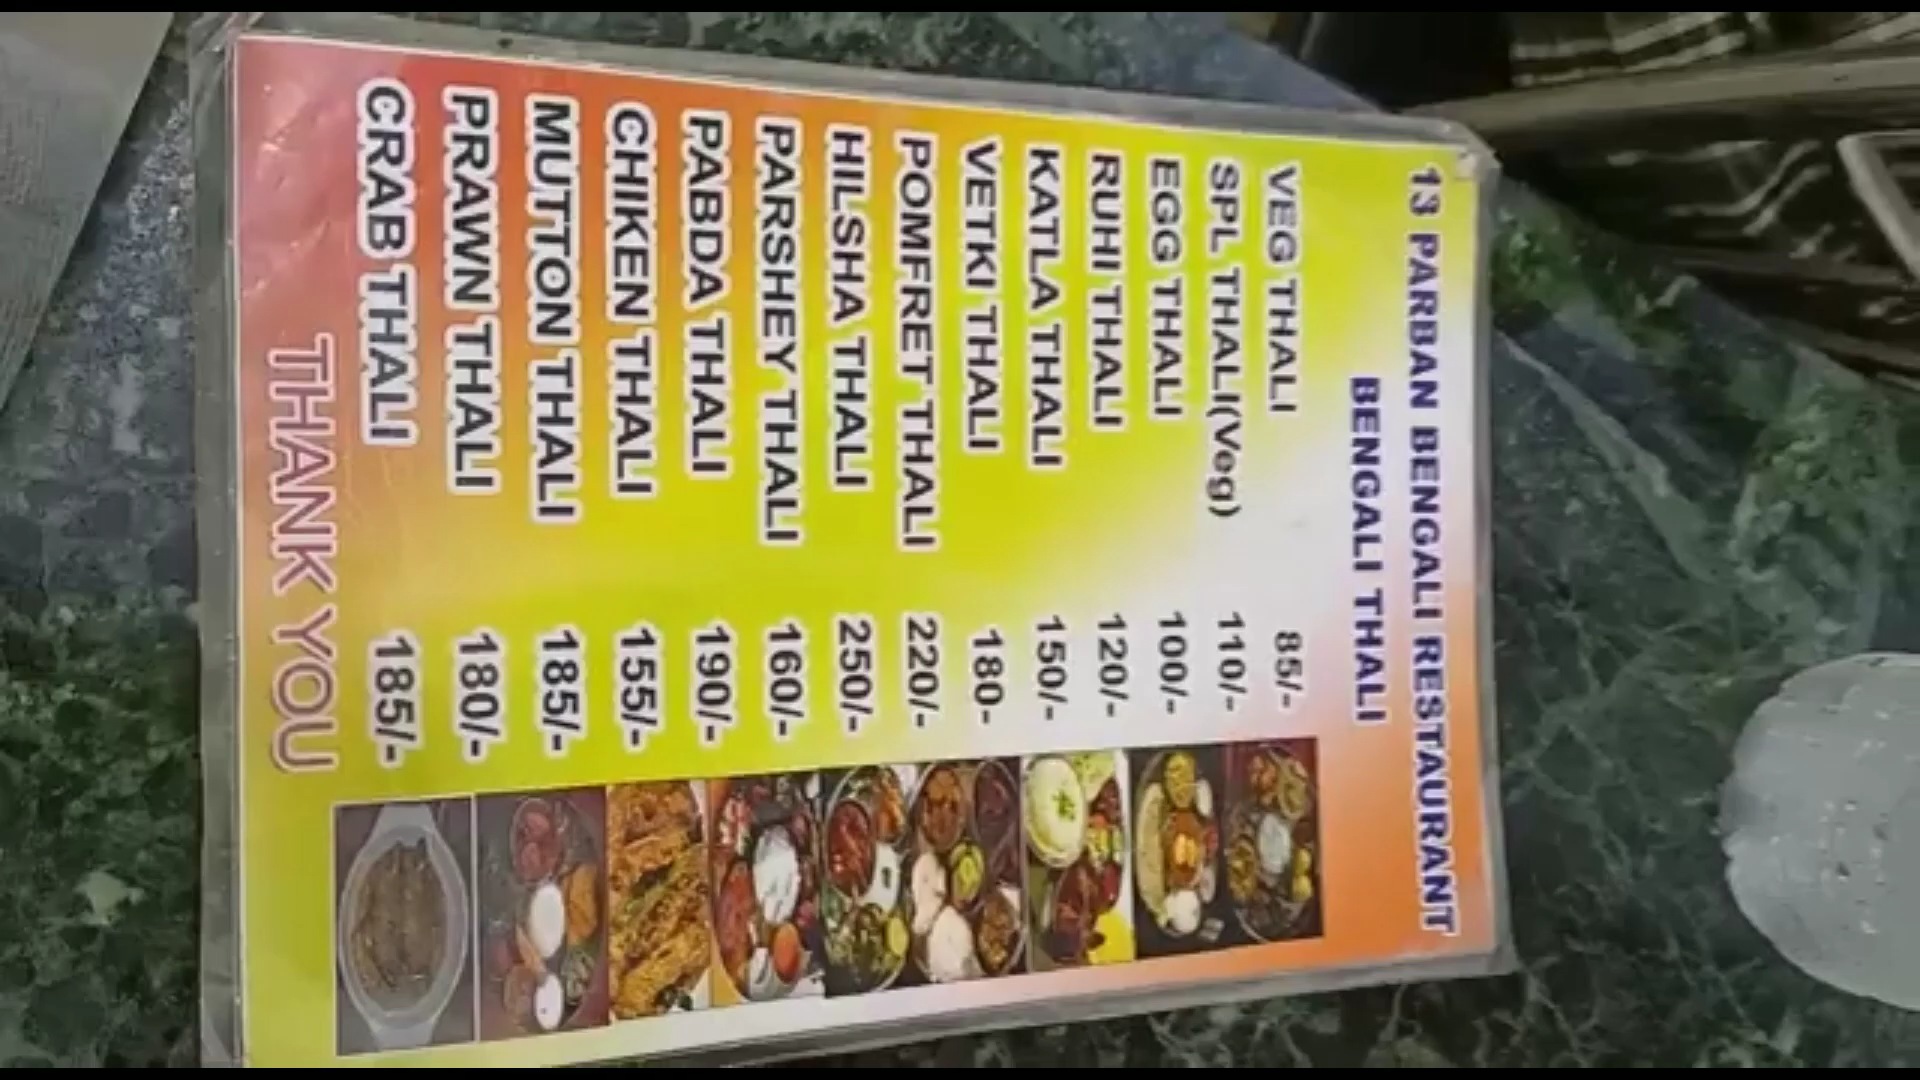 13 PARBAN BENGALI RESTAURANT
BENGALI THALI
VEG THALI 85/-
SPL THALI(Veg) 110/-
EGG THALI 100/-
RUHI THALI 120/-
KATLA THALI 150/-
VETKI THALI 180-
POMFRET THALI 220/-
HILSHA THALI 250/-
PARSHEY THALI 160/-
PABDA THALI 190/-
CHIKEN THALI 155/-
MUTTON THALI 185/-
PRAWN THALI 180/-
CRAB THALI 185/-
THANK YOU